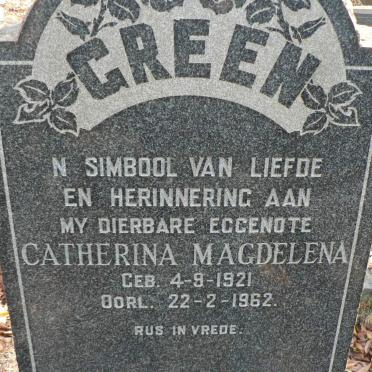 GREEN
N SIMBOOL VAN LIEFDE
EN HERINNERING AAN
MY DIERBARE EGGENOTE
CATHERINA MAGDELENA
GEB. 4-9-1921
OORL. 22-2-1962.
RUS IN VREDE.